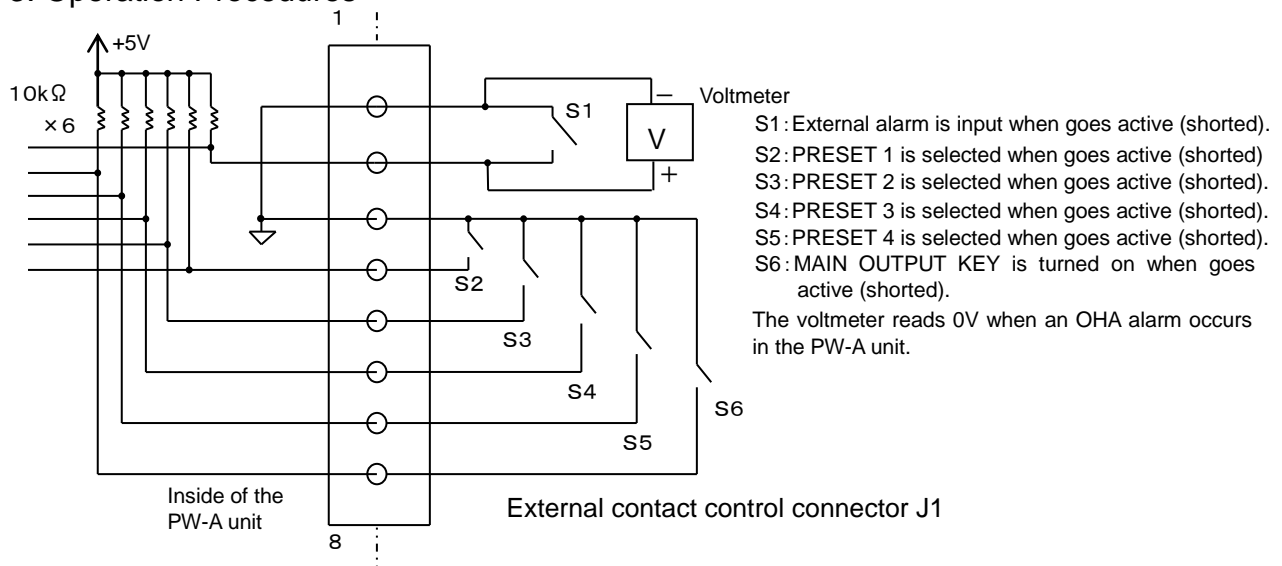 1
+5V
10kΩ
×6
S1
−
Voltmeter
V
+
S1:External alarm is input when goes active (shorted).
S2:PRESET 1 is selected when goes active (shorted)
S3:PRESET 2 is selected when goes active (shorted).
S4:PRESET 3 is selected when goes active (shorted).
S5:PRESET 4 is selected when goes active (shorted).
S6:MAIN OUTPUT KEY is turned on when goes
active (shorted).
The voltmeter reads 0V when an OHA alarm occurs
in the PW-A unit.
S2
S3
S4
S5
S6
Inside of the
PW-A unit
External contact control connector J1
8